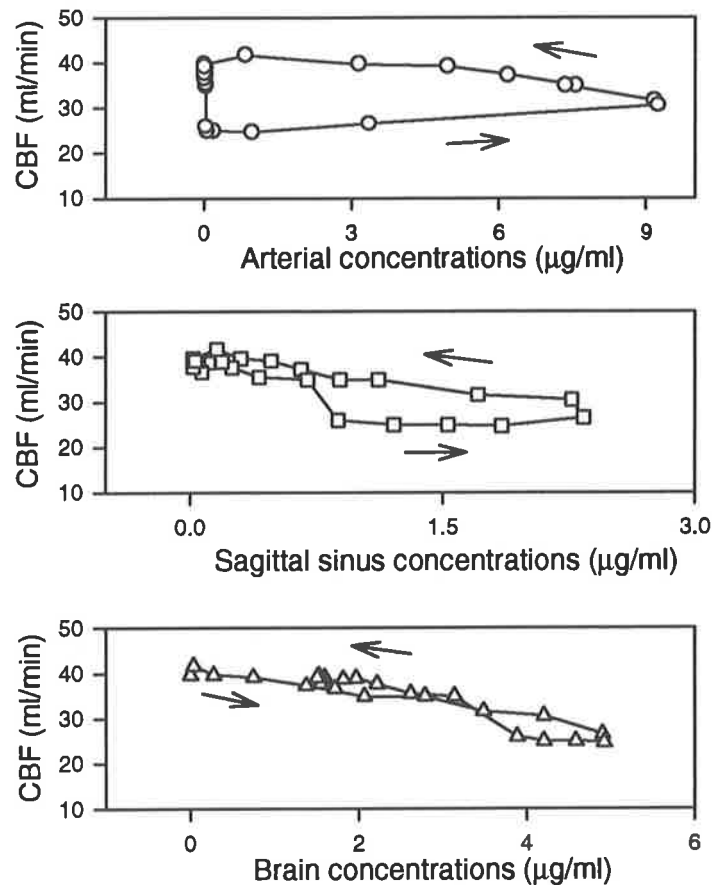 50
40
30
20
10
CBF (ml/min)
0 3 6 9
Arterial concentrations (μg/ml)
50
40
30
20
10
CBF (ml/min)
0.0 1.5 3.0
Sagittal sinus concentrations (μg/ml)
50
40
30
20
10
CBF (ml/min)
0 2 4 6
Brain concentrations (μg/ml)